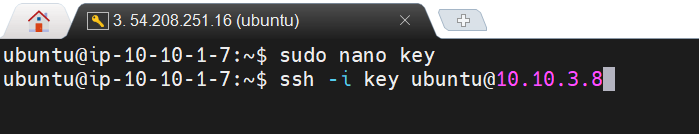 3. 54.208.251.16 (ubuntu)
ubuntu@ip-10-10-1-7:~$ sudo nano key
ubuntu@ip-10-10-1-7:~$ ssh -i key ubuntu@10.10.3.8